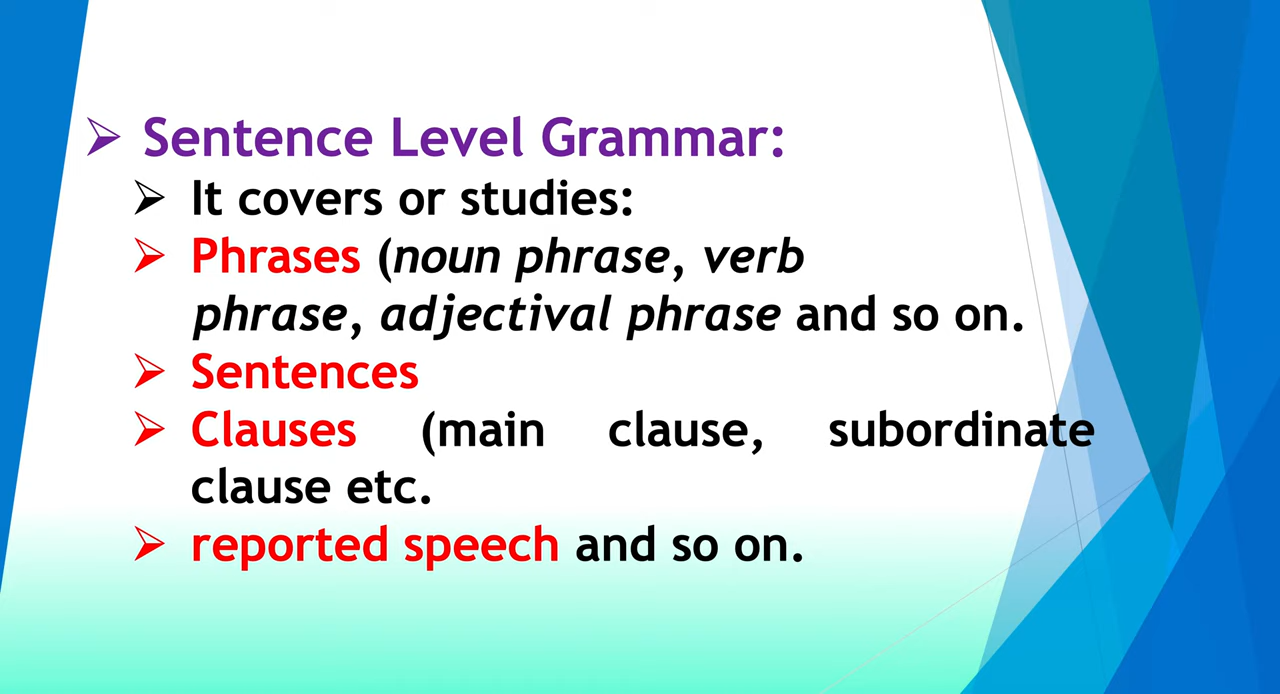 ➢ Sentence Level Grammar:
➢ It covers or studies:
➢ Phrases (noun phrase, verb
phrase, adjectival phrase and so on.
➢ Sentences
➢ Clauses (main clause, subordinate
clause etc.
➢ reported speech and so on.